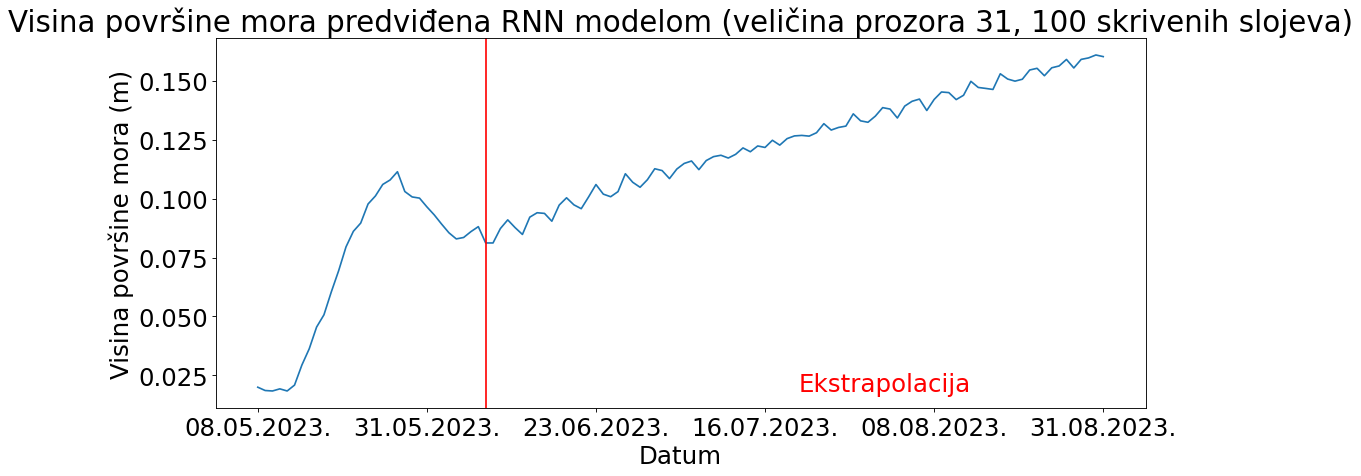 Visina površine mora predviđena RNN modelom (veličina prozora 31, 100 skrivenih slojeva)
Visina površine mora (m)
0.150
0.125
0.100
0.075
0.050
0.025
Ekstrapolacija
08.05.2023. 31.05.2023. 23.06.2023. 16.07.2023. 08.08.2023. 31.08.2023.
Datum